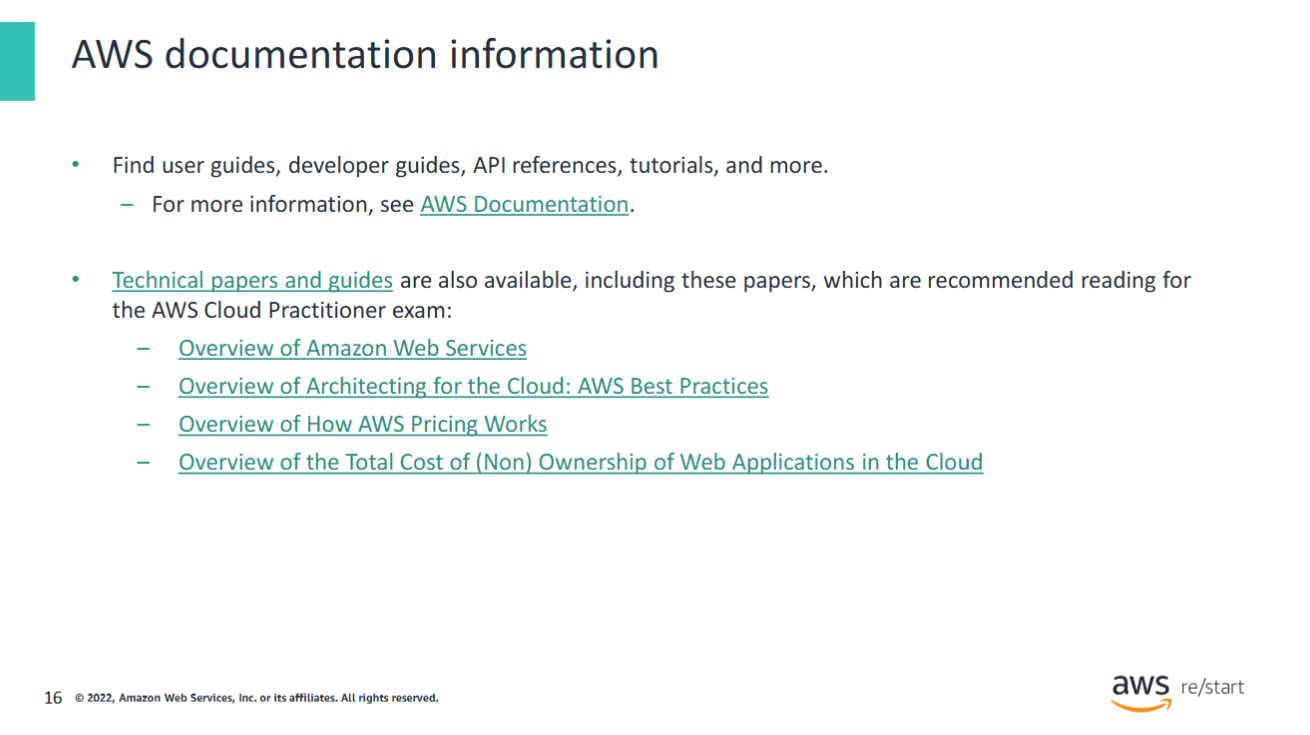 AWS documentation information
• Find user guides, developer guides, API references, tutorials, and more.
– For more information, see AWS Documentation.
• Technical papers and guides are also available, including these papers, which are recommended reading for
the AWS Cloud Practitioner exam:
– Overview of Amazon Web Services
– Overview of Architecting for the Cloud: AWS Best Practices
– Overview of How AWS Pricing Works
– Overview of the Total Cost of (Non) Ownership of Web Applications in the Cloud
16 © 2022, Amazon Web Services, Inc. or its affiliates. All rights reserved.
aws re/start